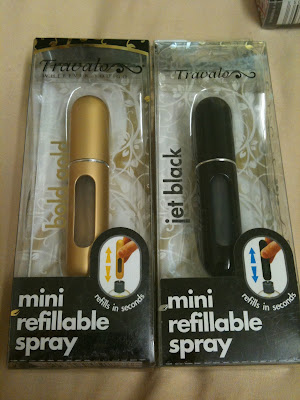 Travalo
bold gold
refills in seconds
mini
refillable
spray
Travalo
jet black
refills in seconds
mini
refillable
spray